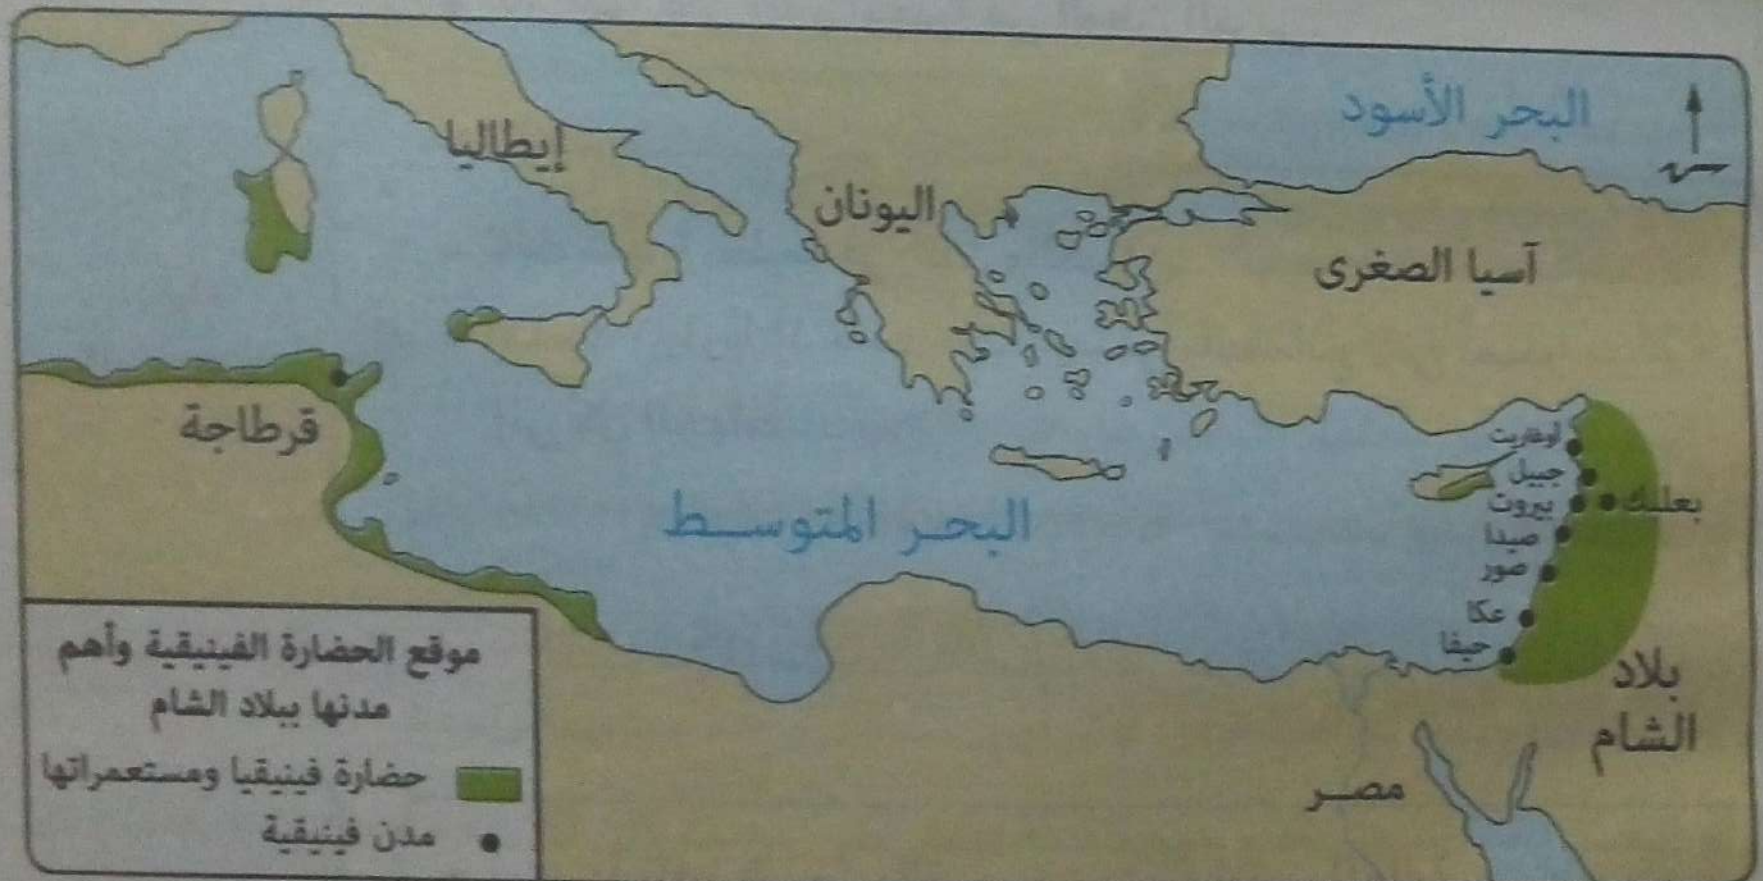 البحر الأسود
إيطاليا
اليونان
آسيا الصغرى
قرطاجة
أوغاريت
جبيل
بعلبك
بيروت
البحر المتوسط
صيدا
صور
عكا
حيفا
بلاد
الشام
مصر
موقع الحضارة الفينيقية وأهم
مدنها ببلاد الشام
حضارة فينيقيا ومستعمراتها
مدن فينيقية